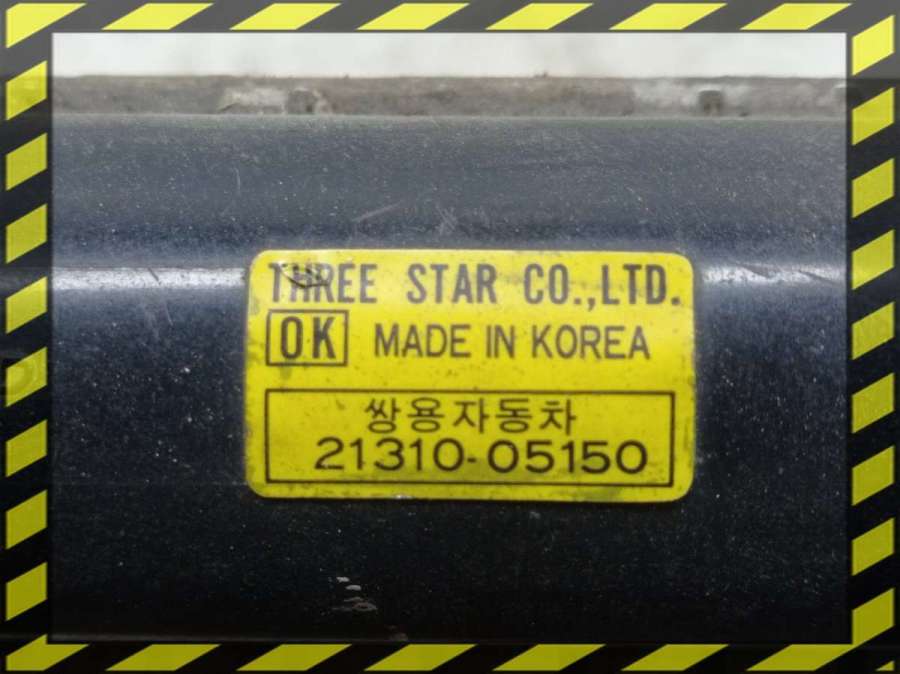 THREE STAR CO.,LTD.
OK MADE IN KOREA
쌍용자동차
21310-05150